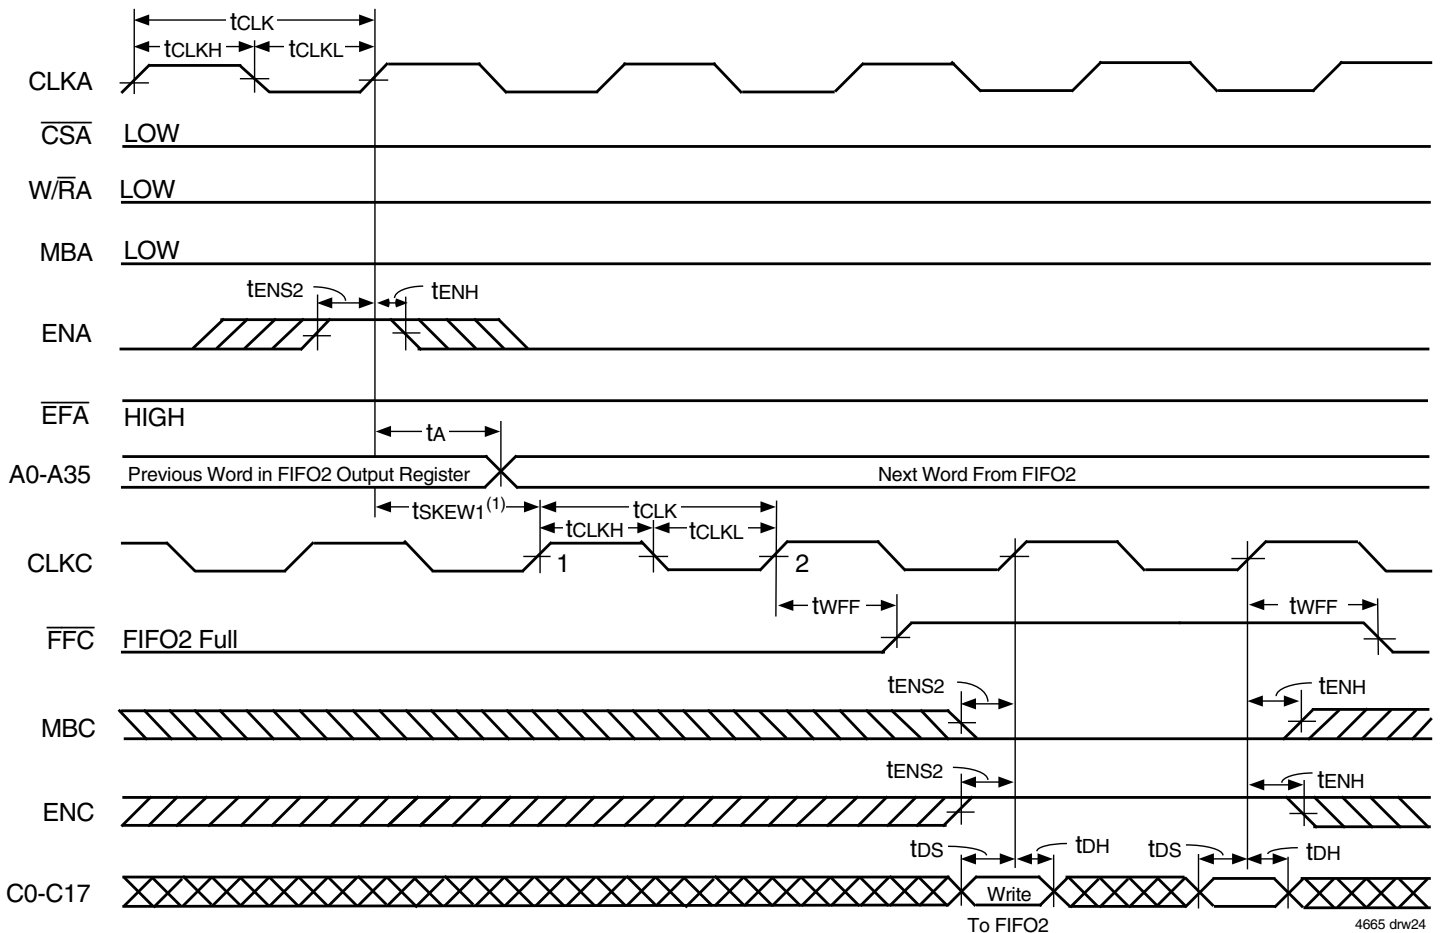 tCLK
tCLKH tCLKL
CLKA
CSA LOW
W/RA LOW
MBA LOW
tENS2 tENH
ENA
EFA HIGH
tA
A0-A35 Previous Word in FIFO2 Output Register Next Word From FIFO2
tSKEW1(1) tCLK
tCLKH tCLKL
CLKC 1 2
tWFF tWFF
FFC FIFO2 Full
tENS2 tENH
MBC
tENS2 tENH
ENC
tDS tDH tDS tDH
C0-C17 Write
To FIFO2 4665 drw24